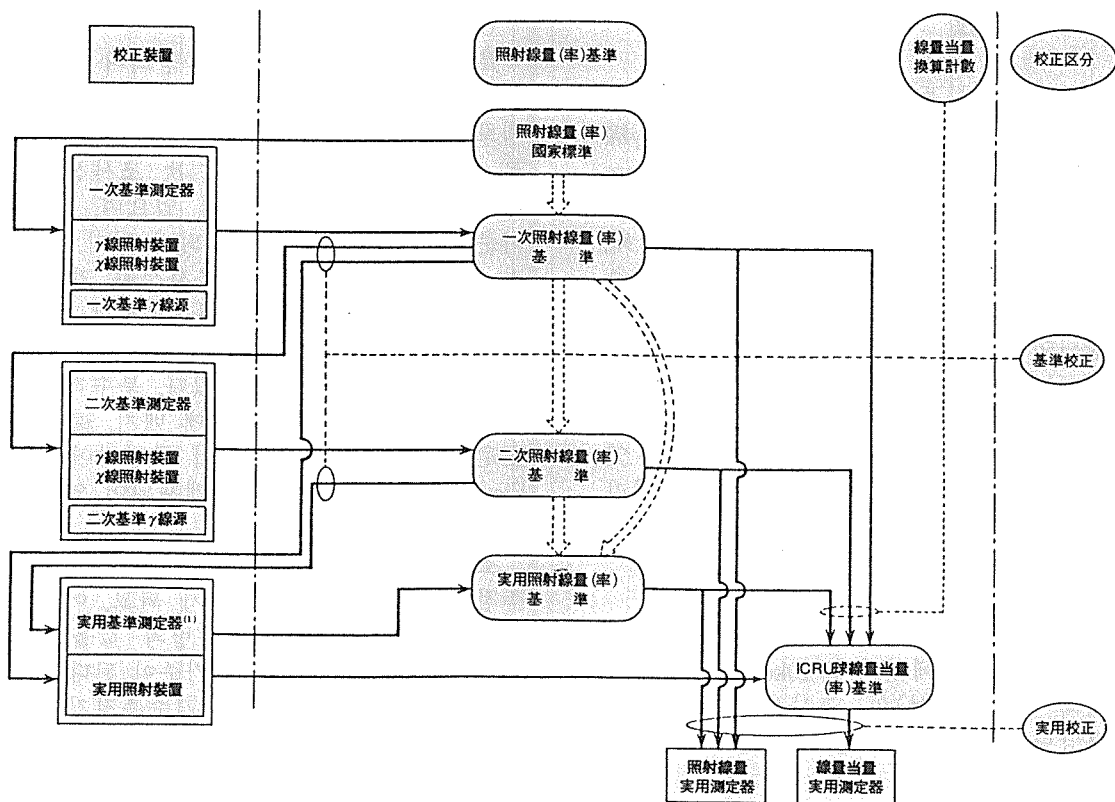 校正裝置
照射線量(率)基準
線量当量
換算計數
校正区分
照射線量(率)
國家標準
一次基準測定器
γ線照射裝置
χ線照射裝置
一次基準γ線源
一次照射線量(率)
基 準
基準校正
二次基準測定器
γ線照射裝置
χ線照射裝置
二次基準γ線源
二次照射線量(率)
基 準
実用照射線量(率)
基 準
実用基準測定器(1)
実用照射裝置
ICRU球線量当量
(率)基準
実用校正
照射線量
実用測定器
線量当量
実用測定器